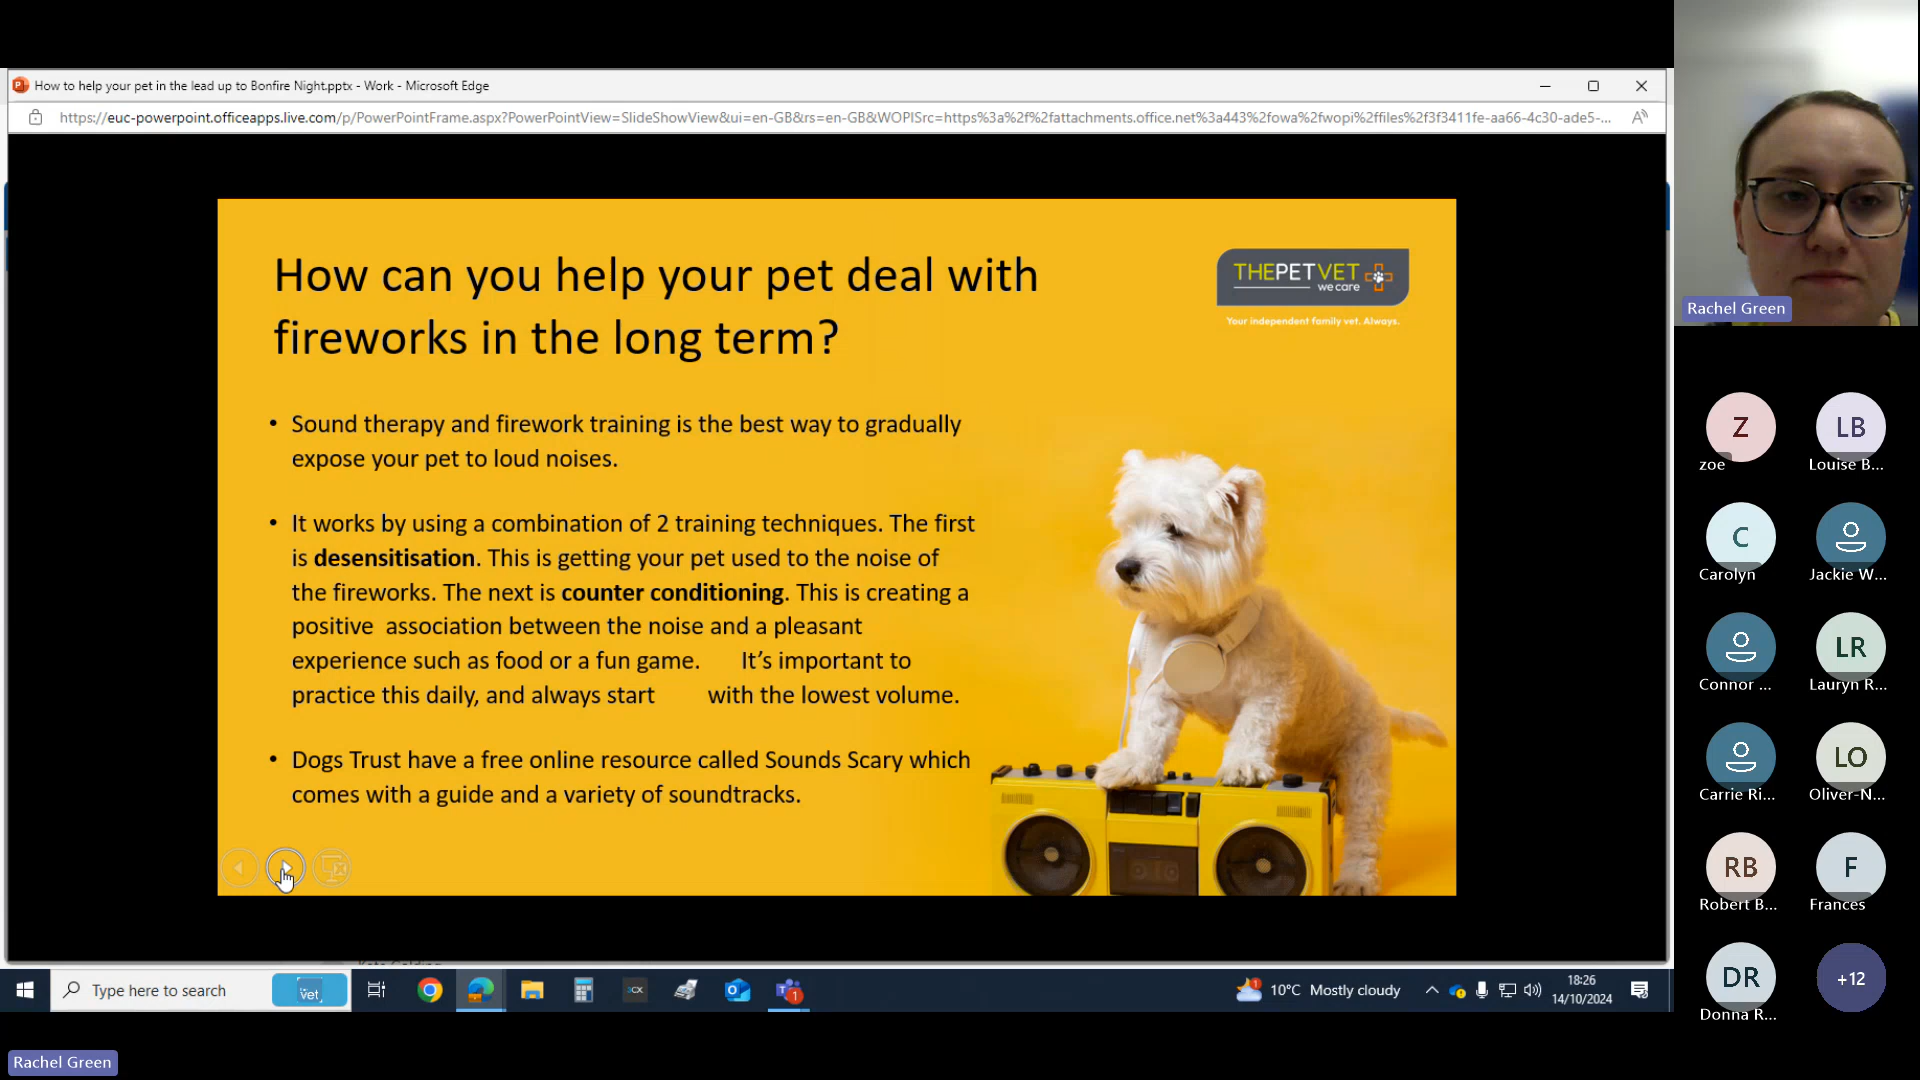 How to help your pet in the lead up to Bonfire Night.pptx - Work - Microsoft Edge
https://euc-powerpoint.officeapps.live.com/p/PowerPointFrame.aspx?PowerPointView=SlideShowView&ui=en-GB&rs=en-GB&WOPISrc=https%3a%2f%2fattachments.office.net%3a443%2fowa%2fwopi%2ffiles%2f3f3411fe-aa66-4c30-ade5-...
How can you help your pet deal with
fireworks in the long term?
THEPETVET
we care
Your independent family vet. Always.
• Sound therapy and firework training is the best way to gradually
expose your pet to loud noises.
• It works by using a combination of 2 training techniques. The first
is desensitisation. This is getting your pet used to the noise of
the fireworks. The next is counter conditioning. This is creating a
positive  association between the noise and a pleasant
experience such as food or a fun game.      It's important to
practice this daily, and always start        with the lowest volume.
• Dogs Trust have a free online resource called Sounds Scary which
comes with a guide and a variety of soundtracks.
Type here to search
vet
CX
1
1
10°C Mostly cloudy
18:26
14/10/2024
Rachel Green
Rachel Green
Z
zoe
LB
Louise B...
C
Carolyn
Jackie W...
Connor ...
LR
Lauryn R...
Carrie Ri...
LO
Oliver-N...
RB
Robert B...
F
Frances
DR
Donna R...
+12